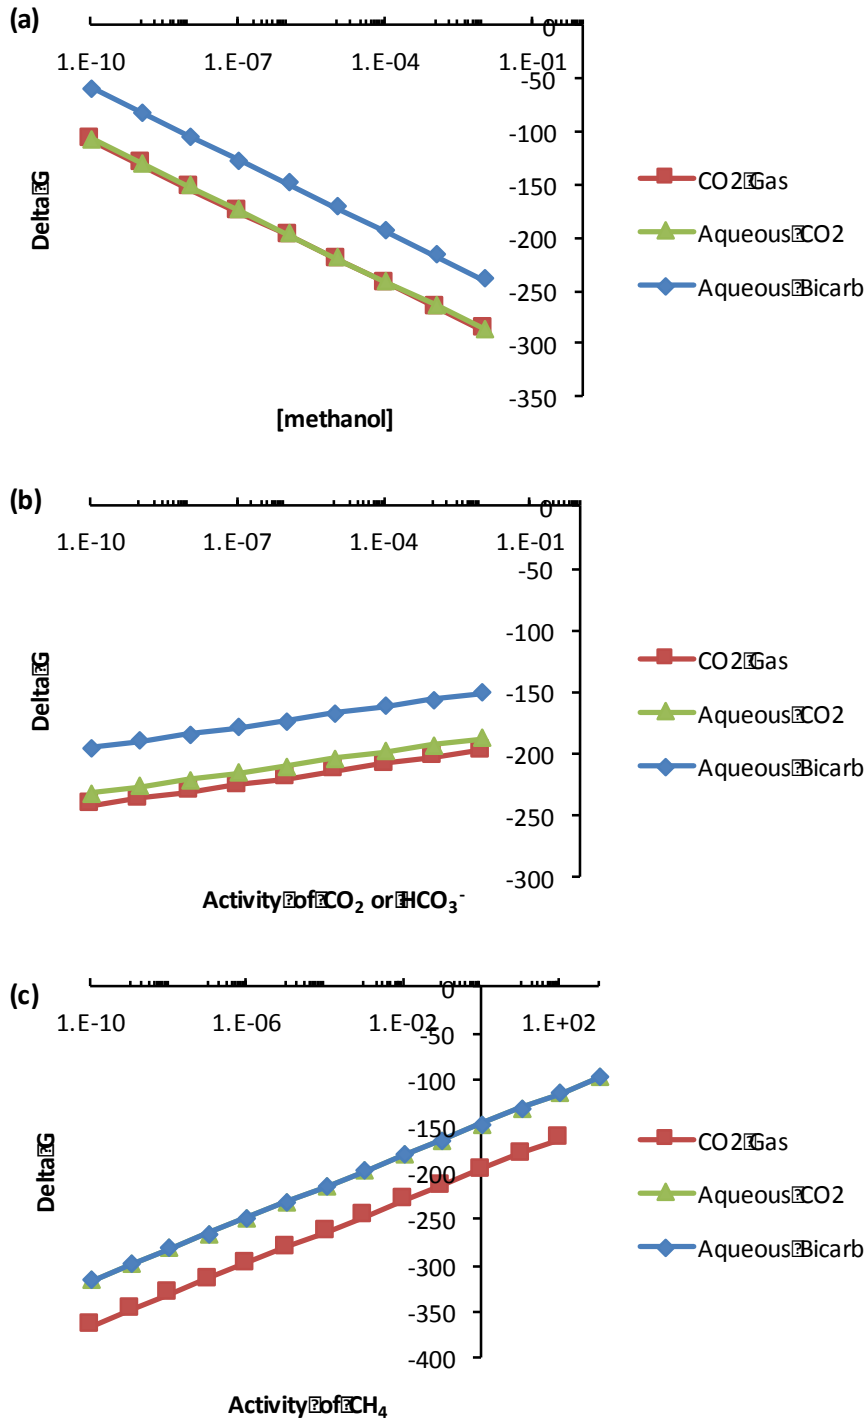 (a)
0
1.E-10 1.E-07 1.E-04 1.E-01
-50
-100
-150
-200
-250
-300
-350
Delta�G
[methanol]
CO2�Gas
Aqueous�CO2
Aqueous�Bicarb
(b)
0
1.E-10 1.E-07 1.E-04 1.E-01
-50
-100
-150
-200
-250
-300
Delta�G
Activity�of�CO₂ or�HCO₃⁻
CO2�Gas
Aqueous�CO2
Aqueous�Bicarb
(c)
0
1.E-10 1.E-06 1.E-02 1.E+02
-50
-100
-150
-200
-250
-300
-350
-400
Delta�G
Activity�of�CH₄
CO2�Gas
Aqueous�CO2
Aqueous�Bicarb